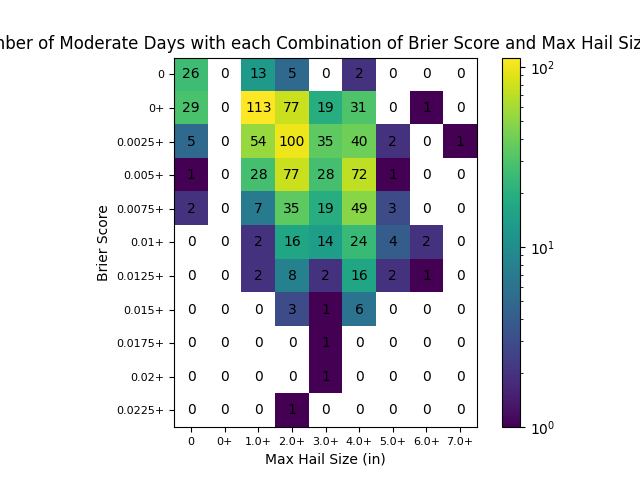 mber of Moderate Days with each Combination of Brier Score and Max Hail Siz
0 26 0 13 5 0 2 0 0 0
0+ 29 0 113 77 19 31 0 1 0
0.0025+ 5 0 54 100 35 40 2 0 1
0.005+ 1 0 28 77 28 72 1 0 0
0.0075+ 2 0 7 35 19 49 3 0 0
0.01+ 0 0 2 16 14 24 4 2 0
0.0125+ 0 0 2 8 2 16 2 1 0
0.015+ 0 0 0 3 1 6 0 0 0
0.0175+ 0 0 0 0 1 0 0 0 0
0.02+ 0 0 0 0 1 0 0 0 0
0.0225+ 0 0 0 1 0 0 0 0 0
0 0+ 1.0+ 2.0+ 3.0+ 4.0+ 5.0+ 6.0+ 7.0+
Max Hail Size (in)
Brier Score
10²
10¹
10⁰